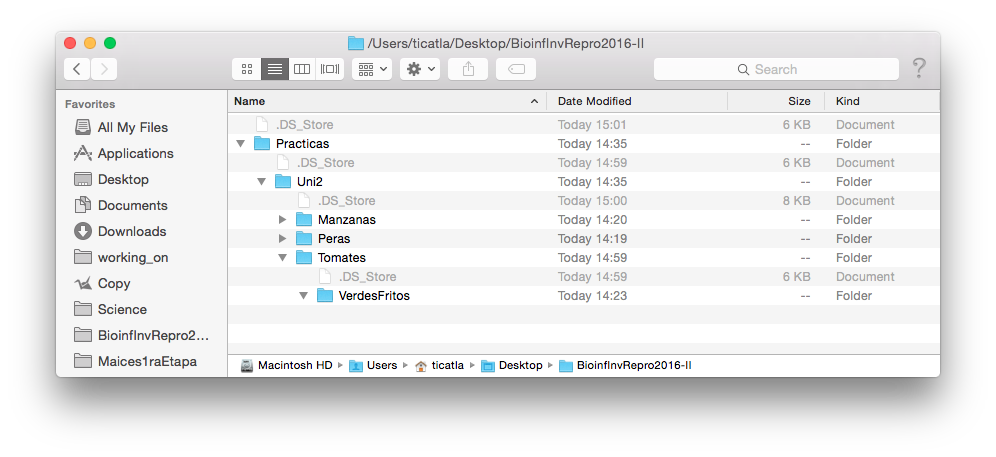 /Users/ticatla/Desktop/BioinfInvRepro2016-II
Search
?
Favorites
All My Files
Applications
Desktop
Documents
Downloads
working_on
Copy
Science
BioinfInvRepro2...
Maices1raEtapa
Name Date Modified Size Kind
.DS_Store Today 15:01 6 KB Document
Practicas Today 14:35 -- Folder
.DS_Store Today 14:59 6 KB Document
Uni2 Today 14:35 -- Folder
.DS_Store Today 15:00 8 KB Document
Manzanas Today 14:20 -- Folder
Peras Today 14:19 -- Folder
Tomates Today 14:59 -- Folder
.DS_Store Today 14:59 6 KB Document
VerdesFritos Today 14:23 -- Folder
Macintosh HD Users ticatla Desktop BioinfInvRepro2016-II